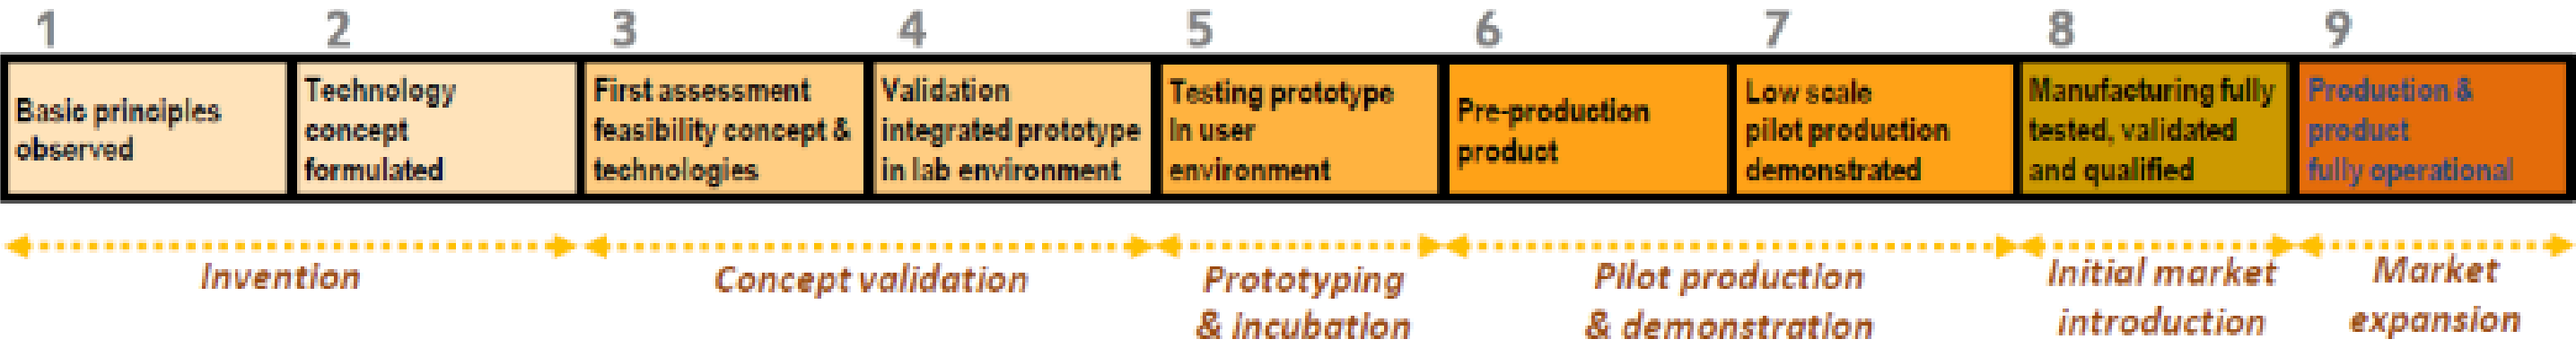 1 2 3 4 5 6 7 8 9
Basic principles
observed
Technology
concept
formulated
First assessment
feasibility concept &
technologies
Validation
integrated prototype
in lab environment
Testing prototype
In user
environment
Pre-production
product
Low scale
pilot production
demonstrated
Manufacturing fully
tested, validated
and qualified
Production &
product
fully operational
Invention
Concept validation
Prototyping
& incubation
Pilot production
& demonstration
Initial market
introduction
Market
expansion